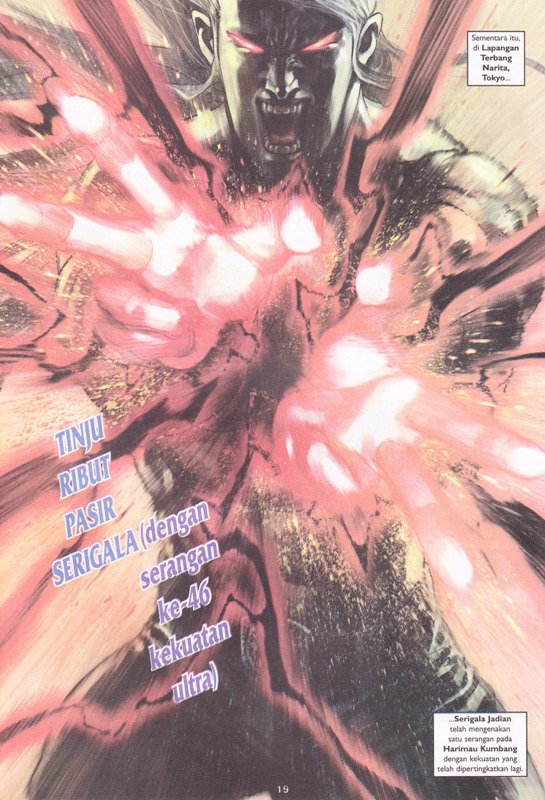 Sementara itu,
di Lapangan
Terbang
Narita,
Tokyo...
TINJU
RIBUT
PASIR
SERIGALA (dengan
serangan
ke-46
kekuatan
ultra)
...Serigala Jadian
telah mengenakan
satu serangan pada
Harimau Kumbang
dengan kekuatan yang
telah dipertingkatkan lagi.
19